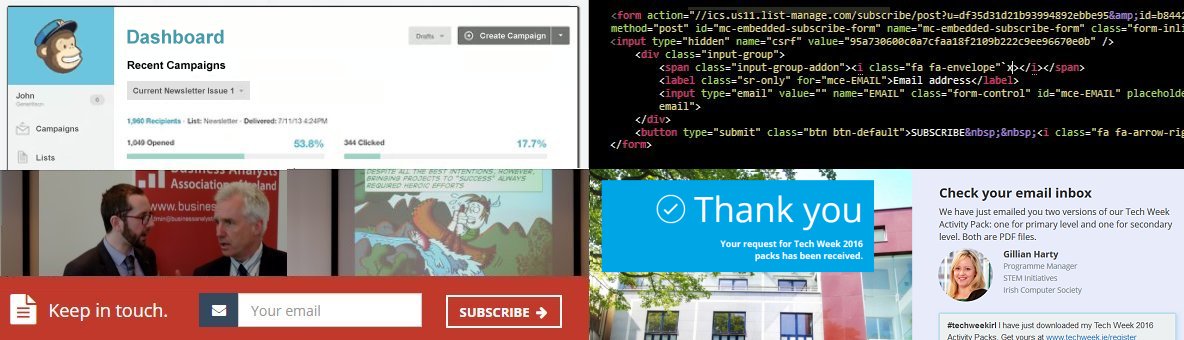 Dashboard
Drafts
Create Campaign
Recent Campaigns
Current Newsletter Issue 1
John
0
Campaigns
Lists
1,960 Recipients · List: Newsletter · Delivered: 7/11/13 4:24PM
1,049 Opened 53.8%
344 Clicked 17.7%
<form action="//ics.us11.list-manage.com/subscribe/post?u=df35d31d21b93994892ebbe95&amp;id=b8442
method="post" id="mc-embedded-subscribe-form" name="mc-embedded-subscribe-form" class="form-inli
<input type="hidden" name="csrf" value="95a730600c0a7cfaa18f2109b222c9ee96670e0b" />
<div class="input-group">
<span class="input-group-addon"><i class="fa fa-envelope"`x></i></span>
<label class="sr-only" for="mce-EMAIL">Email address</label>
<input type="email" value="" name="EMAIL" class="form-control" id="mce-EMAIL" placeholde
email">
</div>
<button type="submit" class="btn btn-default">SUBSCRIBE&nbsp;&nbsp;<i class="fa fa-arrow-rig
</form>
Business Analysts
Association of Ireland
www.business
tmin@businessanalyst
DESPITE ALL THE BEST INTENTIONS, HOWEVER,
BRINGING PROJECTS TO "SUCCESS" ALWAYS
REQUIRED HEROIC EFFORTS
Keep in touch.
Your email
SUBSCRIBE
Thank you
Your request for Tech Week 2016
packs has been received.
Check your email inbox
We have just emailed you two versions of our Tech Week
Activity Pack: one for primary level and one for secondary
level. Both are PDF files.
Gillian Harty
Programme Manager
STEM Initiatives
Irish Computer Society
#techweekirl I have just downloaded my Tech Week 2016
Activity Packs. Get yours at www.techweek.ie/register